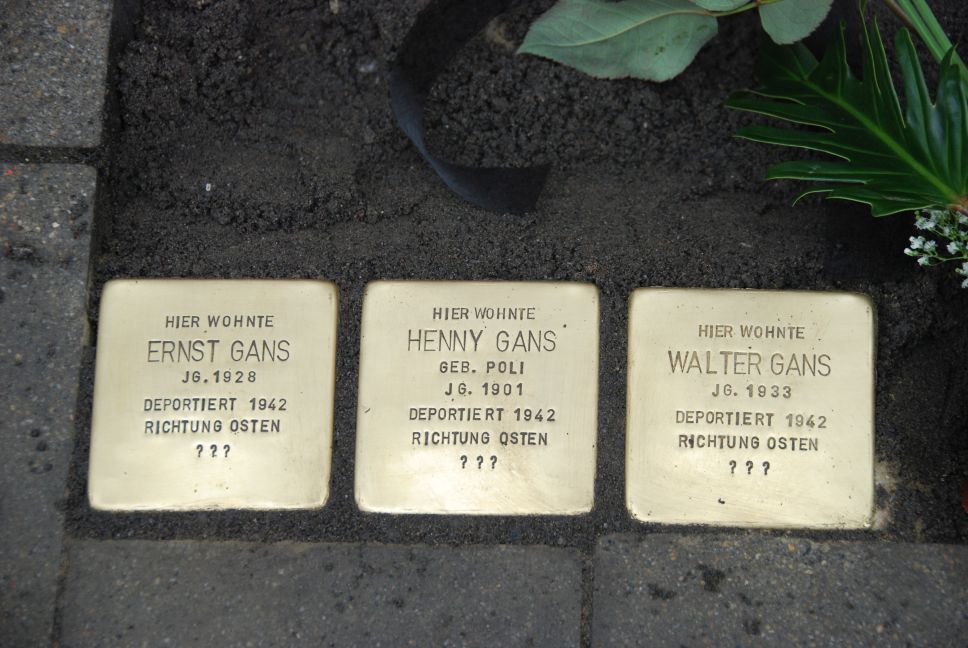 HIER WOHNTE
ERNST GANS
JG. 1928
DEPORTIERT 1942
RICHTUNG OSTEN
???
HIER WOHNTE
HENNY GANS
GEB. POLI
JG. 1901
DEPORTIERT 1942
RICHTUNG OSTEN
???
HIER WOHNTE
WALTER GANS
JG. 1933
DEPORTIERT 1942
RICHTUNG OSTEN
???